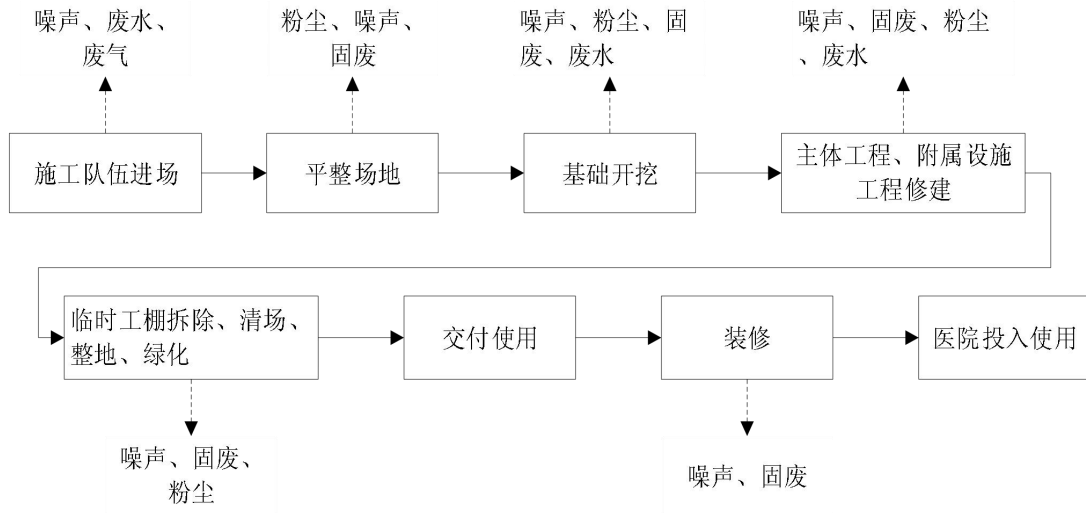 噪声、废水、
废气
粉尘、噪声、
固废
噪声、粉尘、固
废、废水
噪声、固废、粉尘
、废水
施工队伍进场
平整场地
基础开挖
主体工程、附属设施
工程修建
临时工棚拆除、清场、
整地、绿化
交付使用
装修
医院投入使用
噪声、固废、
粉尘
噪声、固废